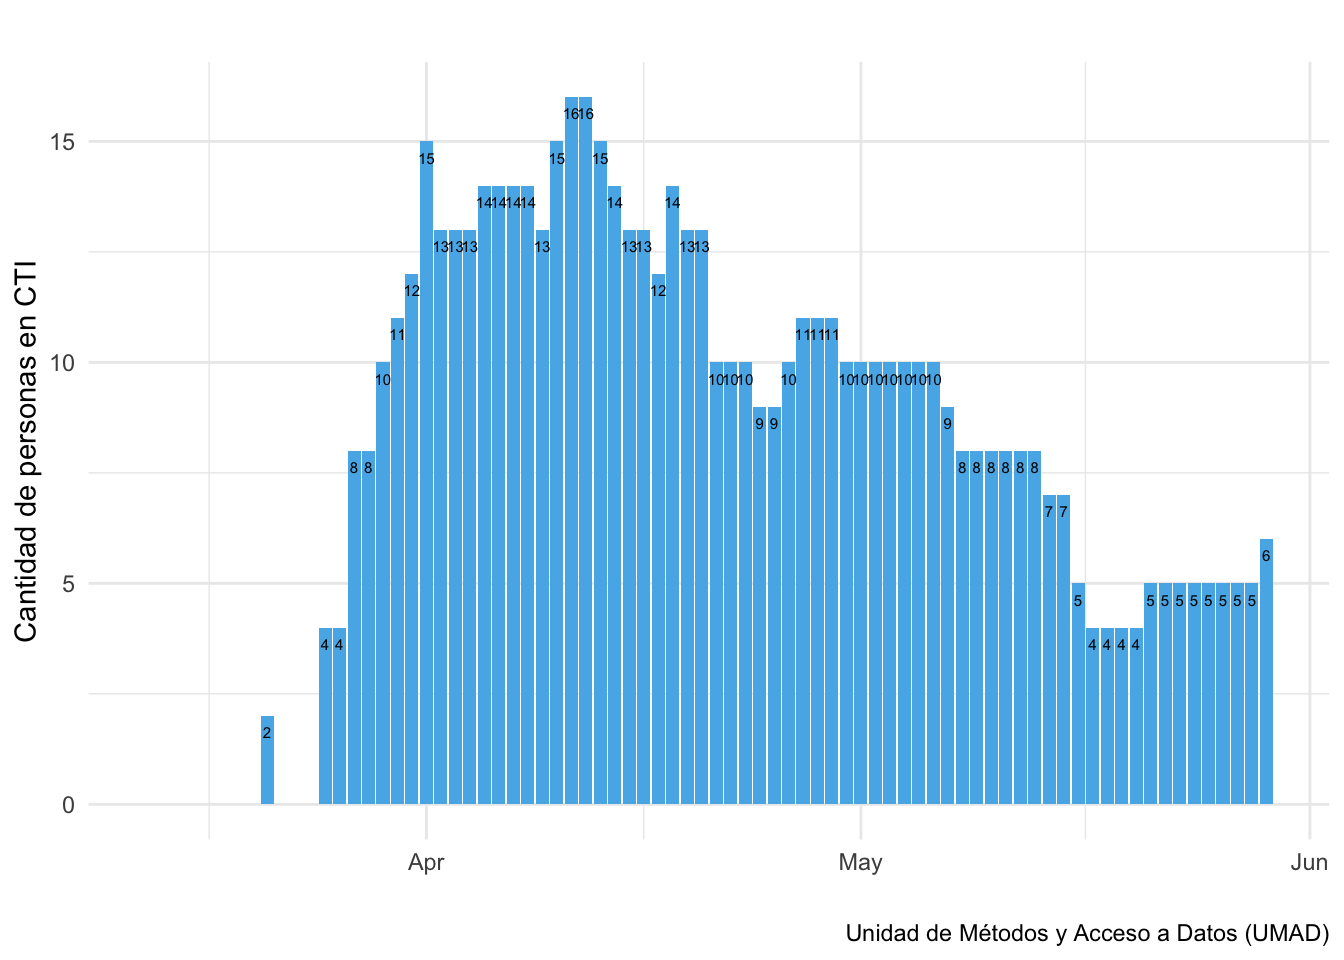 Cantidad de personas en CTI
15
10
5
0
2 4 4 8 8 10 11 12 15 13 13 13 14 14 14 14 13 15 16 16 15 14 13 13 12 14 13 13 10 10 10 9 9 10 11 11 11 10 10 10 10 10 10 10 9 8 8 8 8 8 8 7 7 5 4 4 4 4 5 5 5 5 5 5 5 5 6
Apr May Jun
Unidad de Métodos y Acceso a Datos (UMAD)